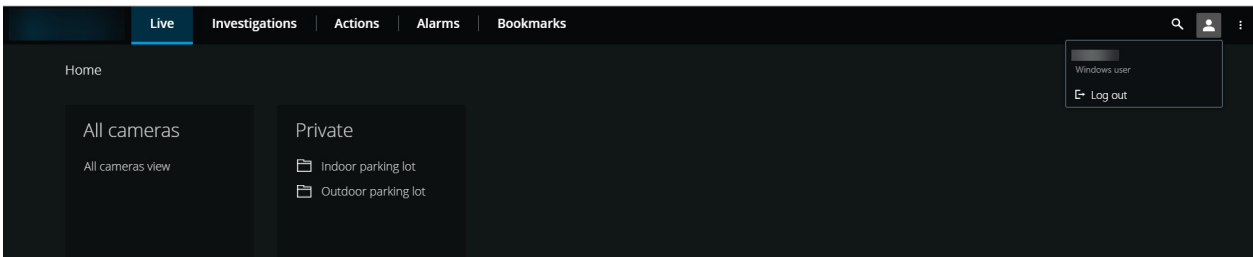 Live Investigations Actions Alarms Bookmarks
Home
Windows user
Log out
All cameras
All cameras view
Private
Indoor parking lot
Outdoor parking lot